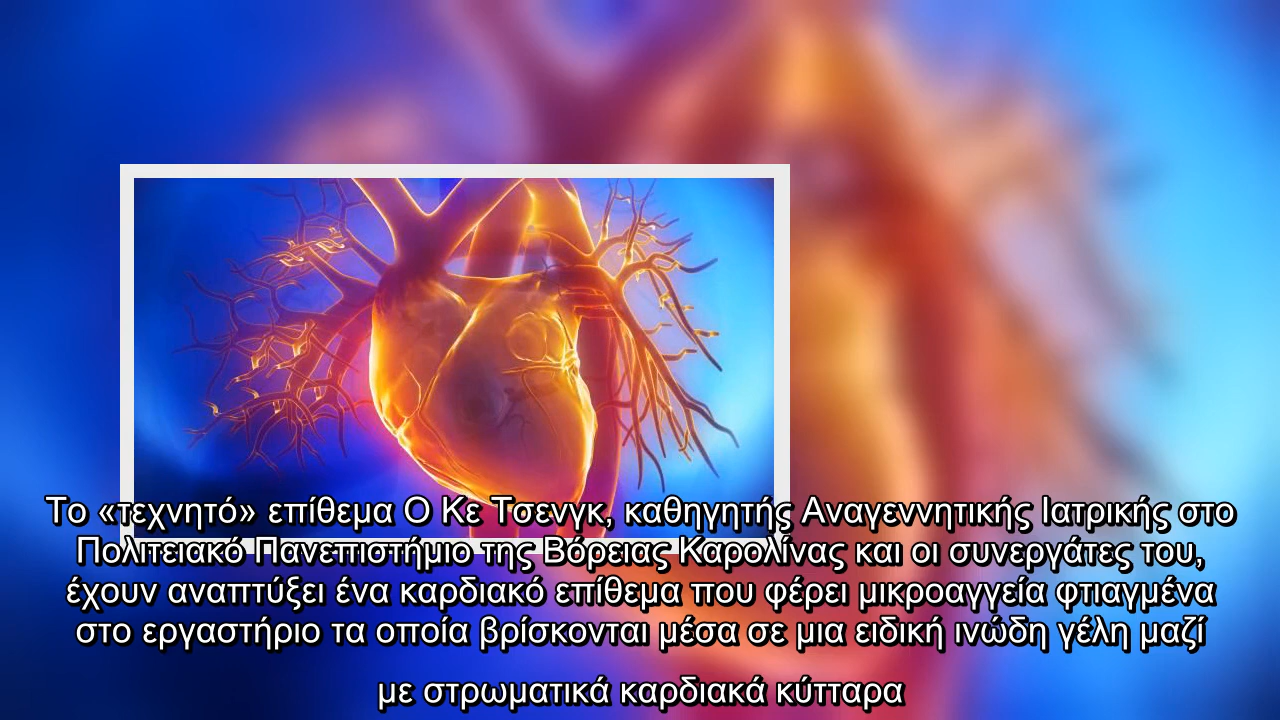 Το «τεχνητό» επίθεμα Ο Κε Τσενγκ, καθηγητής Αναγεννητικής Ιατρικής στο
Πολιτειακό Πανεπιστήμιο της Βόρειας Καρολίνας και οι συνεργάτες του,
έχουν αναπτύξει ένα καρδιακό επίθεμα που φέρει μικροαγγεία φτιαγμένα
στο εργαστήριο τα οποία βρίσκονται μέσα σε μια ειδική ινώδη γέλη μαζί
με στρωματικά καρδιακά κύτταρα